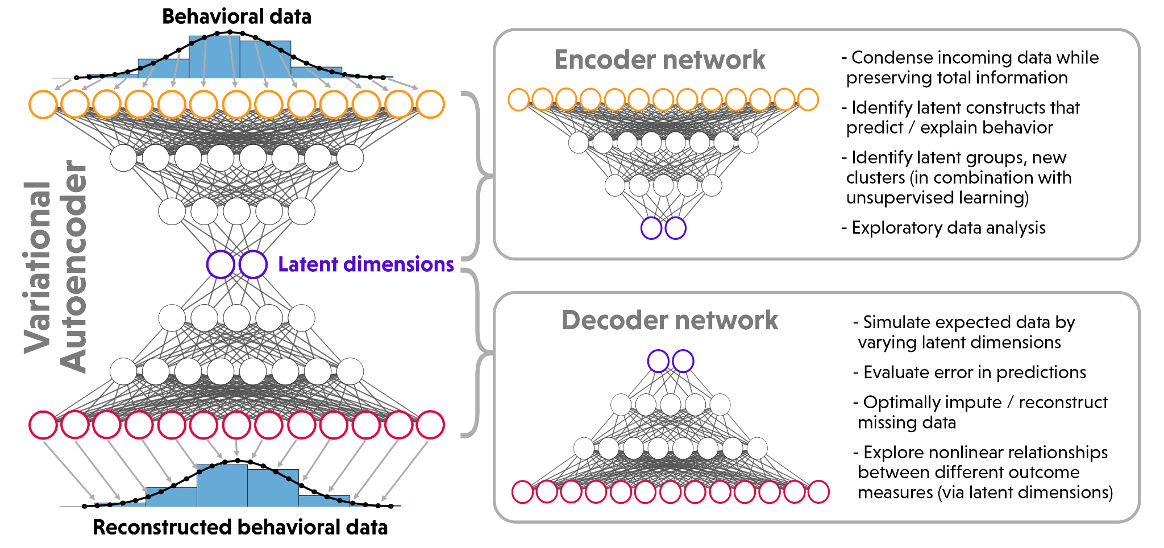 Behavioral data
Variational
Autoencoder
Latent dimensions
Reconstructed behavioral data
Encoder network
- Condense incoming data while
preserving total information
- Identify latent constructs that
predict / explain behavior
- Identify latent groups, new
clusters (in combination with
unsupervised learning)
- Exploratory data analysis
Decoder network
- Simulate expected data by
varying latent dimensions
- Evaluate error in predictions
- Optimally impute / reconstruct
missing data
- Explore nonlinear relationships
between different outcome
measures (via latent dimensions)